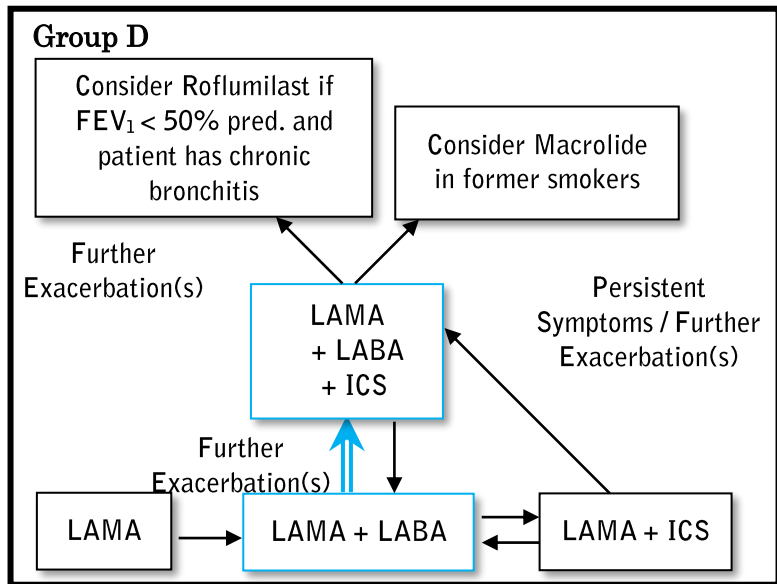 Group D
Consider Roflumilast if
FEV₁ < 50% pred. and
patient has chronic
bronchitis
Consider Macrolide
in former smokers
Further
Exacerbation(s)
Persistent
Symptoms / Further
Exacerbation(s)
LAMA
+ LABA
+ ICS
Further
Exacerbation(s)
LAMA
LAMA + LABA
LAMA + ICS